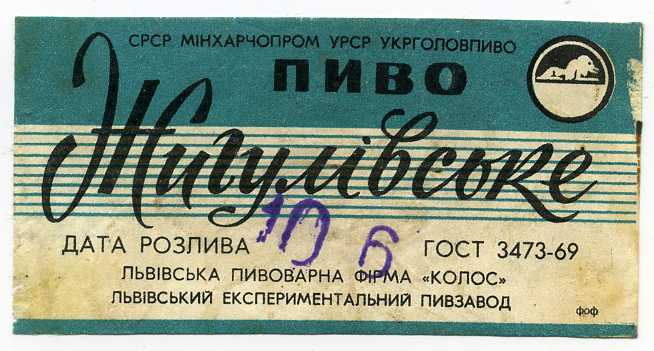 СРСР МІНХАРЧОПРОМ УРСР УКРГОЛОВПИВО
ПИВО
Жигулівське
ДАТА РОЗЛИВА 10 6 ГОСТ 3473-69
ЛЬВІВСЬКА ПИВОВАРНА ФІРМА «КОЛОС»
ЛЬВІВСЬКИЙ ЕКСПЕРИМЕНТАЛЬНИЙ ПИВЗАВОД
фоф